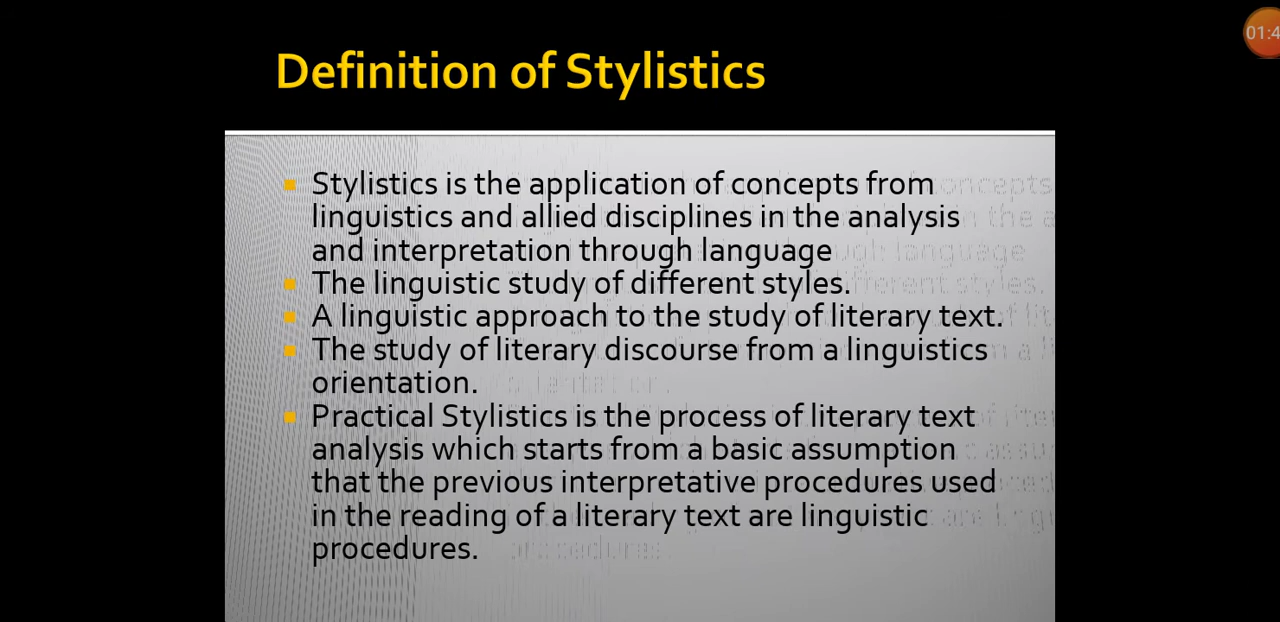 Definition of Stylistics
01:4
Stylistics is the application of concepts from
linguistics and allied disciplines in the analysis
and interpretation through language
The linguistic study of different styles.
A linguistic approach to the study of literary text.
The study of literary discourse from a linguistics
orientation.
Practical Stylistics is the process of literary text
analysis which starts from a basic assumption
that the previous interpretative procedures used
in the reading of a literary text are linguistic
procedures.